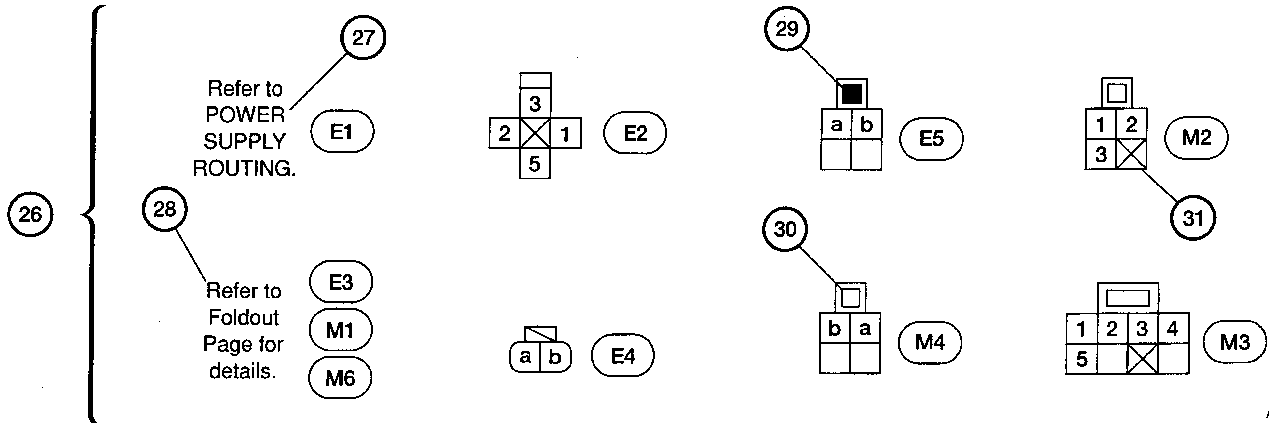 26
27
Refer to
POWER
SUPPLY
ROUTING.
E1
28
Refer to
Foldout
Page for
details.
E3
M1
M6
3
2 1
5
E2
a b
E4
29
a b
E5
30
b a
M4
1 2
3
M2
31
1 2 3 4
5
M3